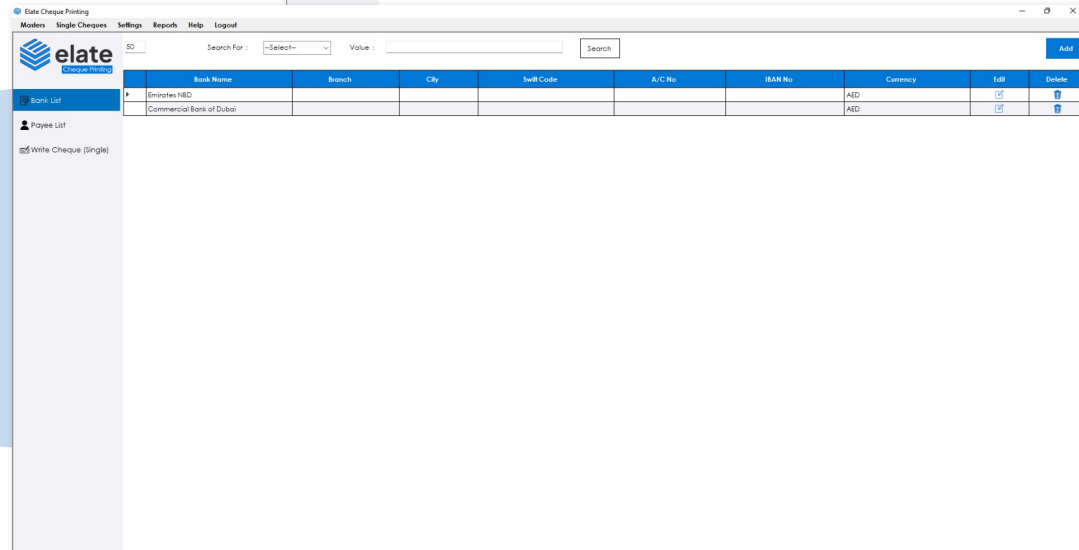 Elate Cheque Printing
Masters Single Cheques Settings Reports Help Logout
elate
Cheque Printing
50 Search For : --Select-- Value : Search Add
Bank Name Branch City Swift Code A/C No IBAN No Currency Edit Delete
Emirates NBD AED
Commercial Bank of Dubai AED
Bank List
Payee List
Write Cheque (Single)